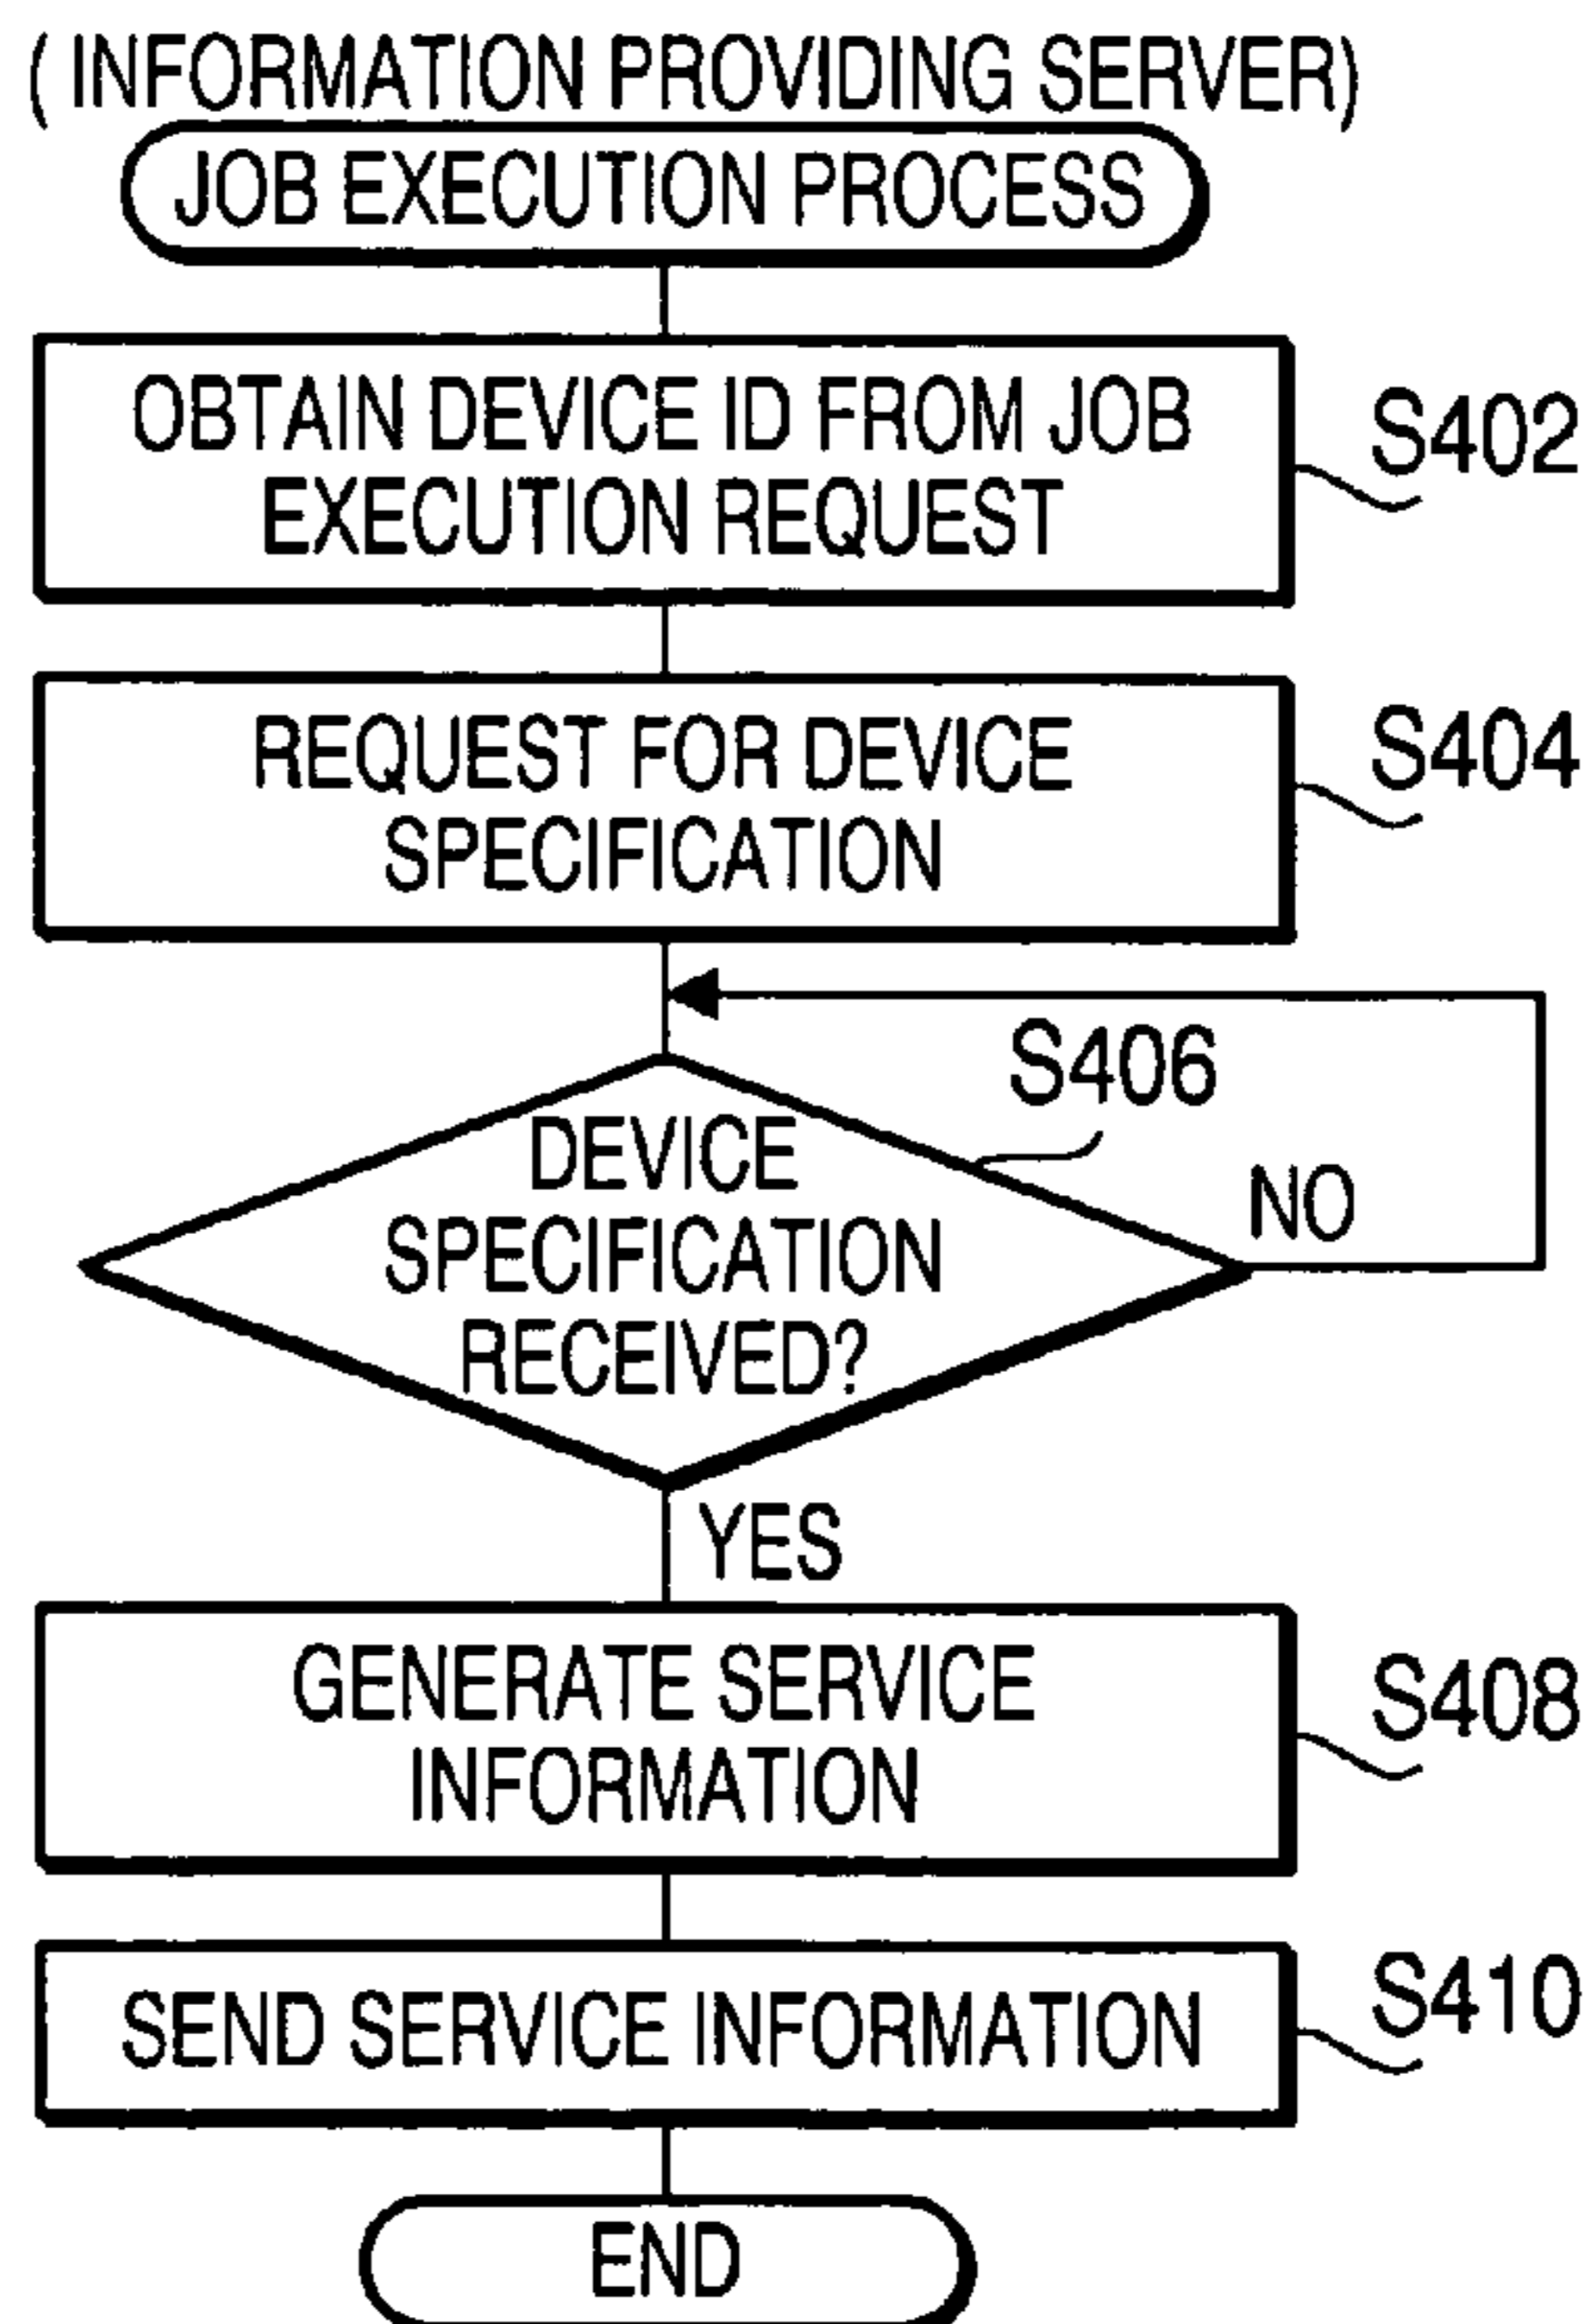 ( INFORMATION PROVIDING SERVER)
JOB EXECUTION PROCESS
OBTAIN DEVICE ID FROM JOB
EXECUTION REQUEST
S402
REQUEST FOR DEVICE
SPECIFICATION
S404
S406
DEVICE
SPECIFICATION
RECEIVED?
NO
YES
GENERATE SERVICE
INFORMATION
S408
SEND SERVICE INFORMATION
S410
END